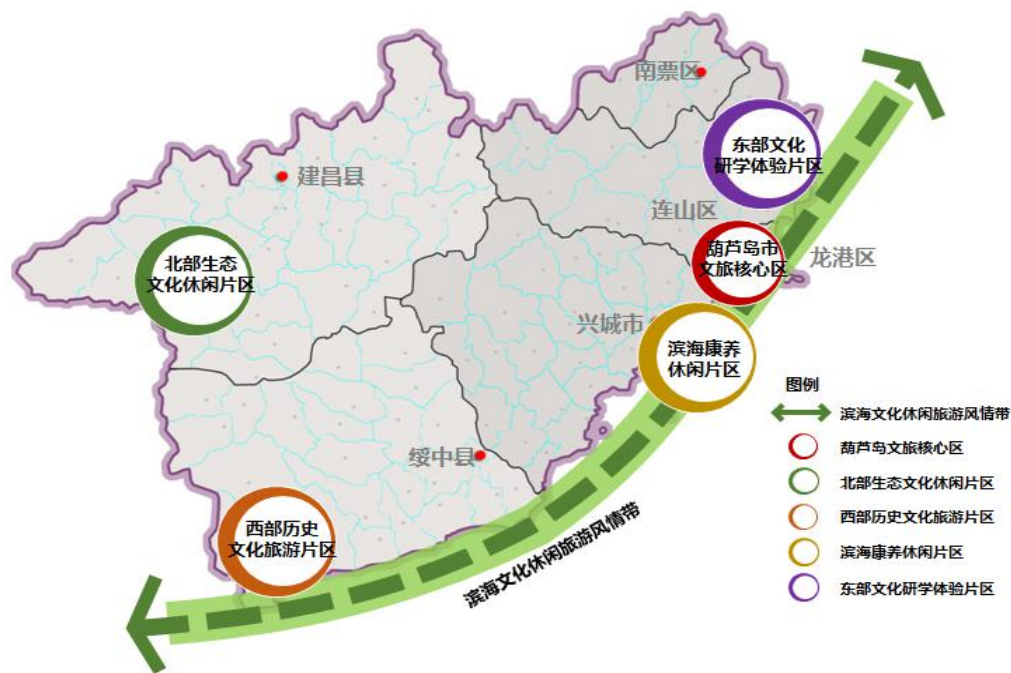 南票区
东部文化
研学体验片区
建昌县
连山区
葫芦岛市
文旅核心区
龙港区
北部生态
文化休闲片区
兴城市
滨海康养
休闲片区
绥中县
西部历史
文化旅游片区
滨海文化休闲旅游风情带
图例
滨海文化休闲旅游风情带
葫芦岛文旅核心区
北部生态文化休闲片区
西部历史文化旅游片区
滨海康养休闲片区
东部文化研学体验片区